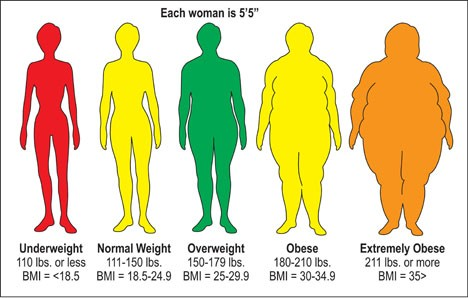 Each woman is 5'5"
Underweight
110 lbs. or less
BMI = <18.5
Normal Weight
111-150 lbs.
BMI = 18.5-24.9
Overweight
150-179 lbs.
BMI = 25-29.9
Obese
180-210 lbs.
BMI = 30-34.9
Extremely Obese
211 lbs. or more
BMI = 35>